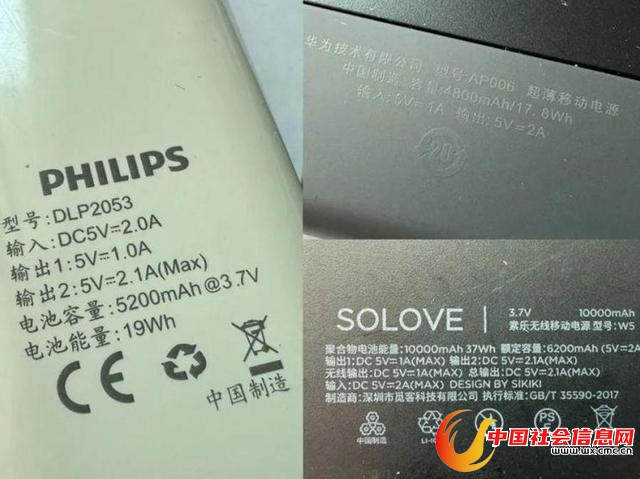 PHILIPS
型号:DLP2053
输入:DC5V⎓2.0A
输出1:5V⎓1.0A
输出2:5V⎓2.1A(Max)
电池容量:5200mAh@3.7V
电池能量:19Wh
CE
中国制造
华为技术有限公司 型号:AP006 超薄移动电源
中国制造 容量:4800mAh/17.8Wh
输入:5V⎓1A 输出:5V⎓2A
SOLOVE
3.7V 10000mAh
素乐无线移动电源 型号:W5
聚合物电池能量:10000mAh 37Wh 额定容量:6200mAh (5V⎓2A
输出1:DC 5V⎓1A(MAX) 输出2:DC 5V⎓2.1A(MAX)
无线输出:DC 5V⎓1A(MAX) 总输出:DC 5V⎓2.1A(MAX)
输入:DC 5V⎓2A(MAX) DESIGN BY SIKIKI
制造商:深圳市觅客科技有限公司 执行标准:GB/T 35590-2017
中国制造
中国社会信息网
www.uxcmc.cn